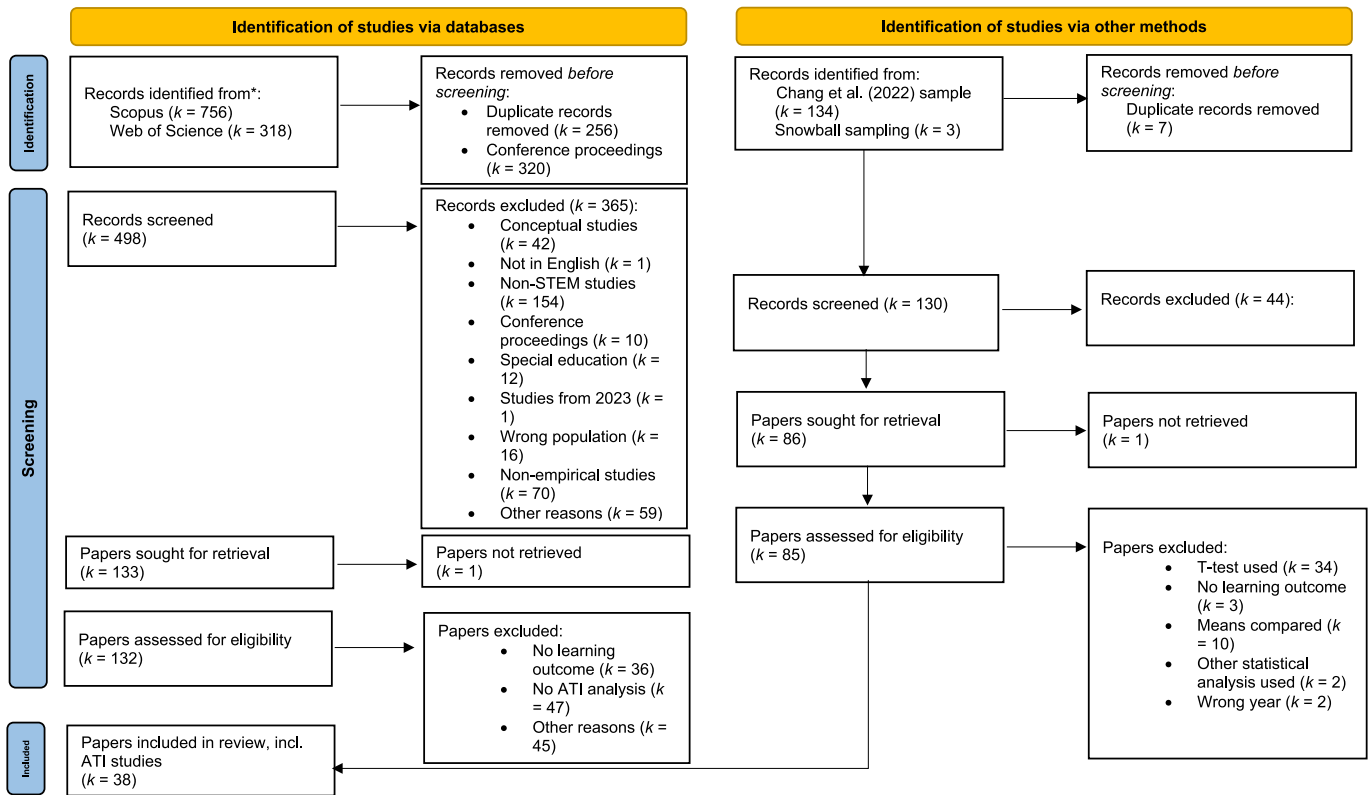 Identification of studies via databases
Identification of studies via other methods
Identification
Records identified from*:
Scopus (k = 756)
Web of Science (k = 318)
Records removed before
screening:
• Duplicate records
removed (k = 256)
• Conference proceedings
(k = 320)
Records identified from:
Chang et al. (2022) sample
(k = 134)
Snowball sampling (k = 3)
Records removed before
screening:
Duplicate records removed
(k = 7)
Screening
Records screened
(k = 498)
Records excluded (k = 365):
• Conceptual studies
(k = 42)
• Not in English (k = 1)
• Non-STEM studies
(k = 154)
• Conference
proceedings (k = 10)
• Special education (k =
12)
• Studies from 2023 (k =
1)
• Wrong population (k =
16)
• Non-empirical studies
(k = 70)
• Other reasons (k = 59)
Records screened (k = 130)
Records excluded (k = 44):
Papers sought for retrieval
(k = 86)
Papers not retrieved
(k = 1)
Papers sought for retrieval
(k = 133)
Papers not retrieved
(k = 1)
Papers assessed for eligibility
(k = 85)
Papers excluded:
• T-test used (k = 34)
• No learning outcome
(k = 3)
• Means compared (k
= 10)
• Other statistical
analysis used (k = 2)
• Wrong year (k = 2)
Papers assessed for eligibility
(k = 132)
Papers excluded:
• No learning
outcome (k = 36)
• No ATI analysis (k
= 47)
• Other reasons (k =
45)
Included
Papers included in review, incl.
ATI studies
(k = 38)